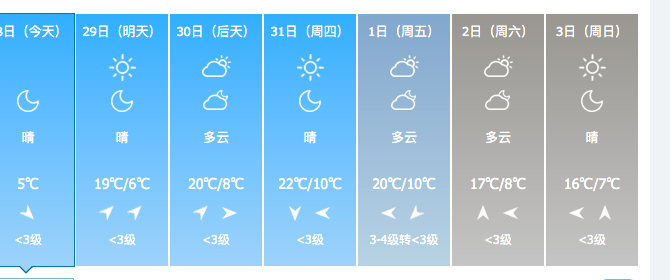 8日（今天）
29日（明天）
30日（后天）
31日（周四）
1日（周五）
2日（周六）
3日（周日）
晴
晴
多云
晴
多云
多云
晴
5℃
19℃/6℃
20℃/8℃
22℃/10℃
20℃/10℃
17℃/8℃
16℃/7℃
<3级
<3级
<3级
<3级
3-4级转<3级
<3级
<3级